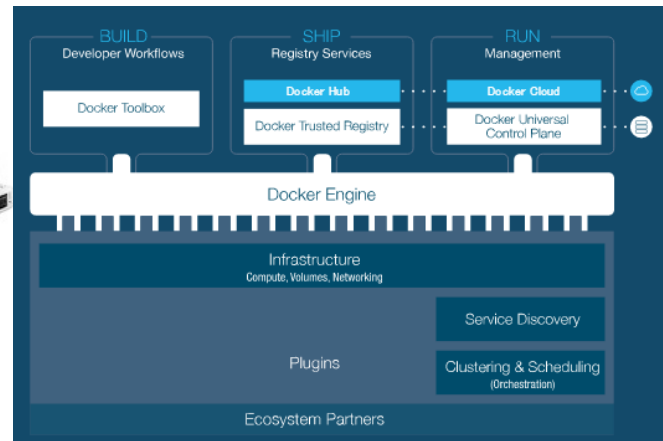 BUILD
Developer Workflows
Docker Toolbox
SHIP
Registry Services
Docker Hub
Docker Trusted Registry
RUN
Management
Docker Cloud
Docker Universal
Control Plane
Docker Engine
Infrastructure
Compute, Volumes, Networking
Service Discovery
Plugins
Clustering & Scheduling
(Orchestration)
Ecosystem Partners